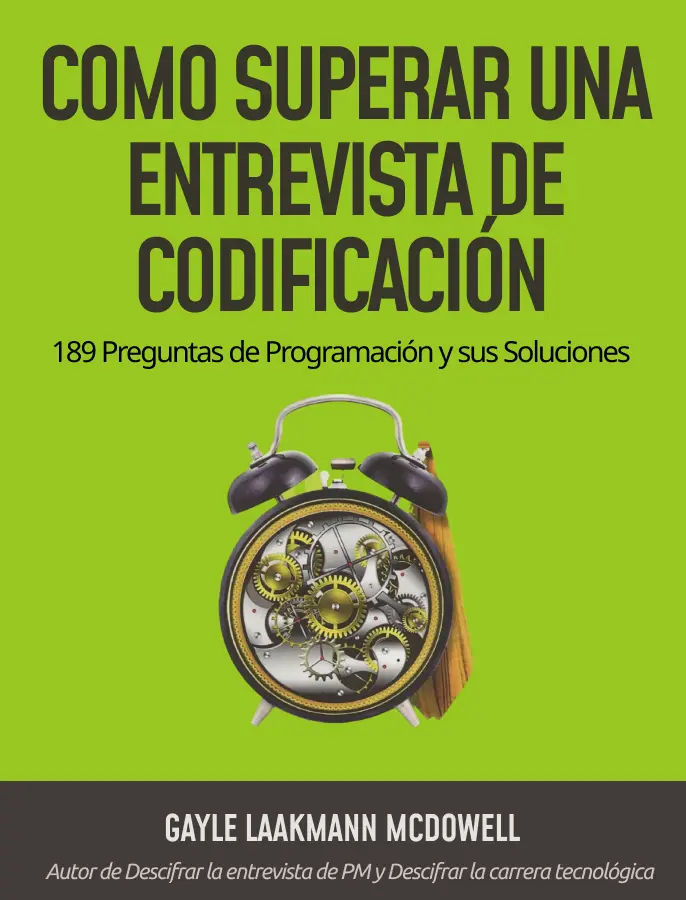 COMO SUPERAR UNA
ENTREVISTA DE
CODIFICACIÓN
189 Preguntas de Programación y sus Soluciones
GAYLE LAAKMANN MCDOWELL
Autor de Descifrar la entrevista de PM y Descifrar la carrera tecnológica